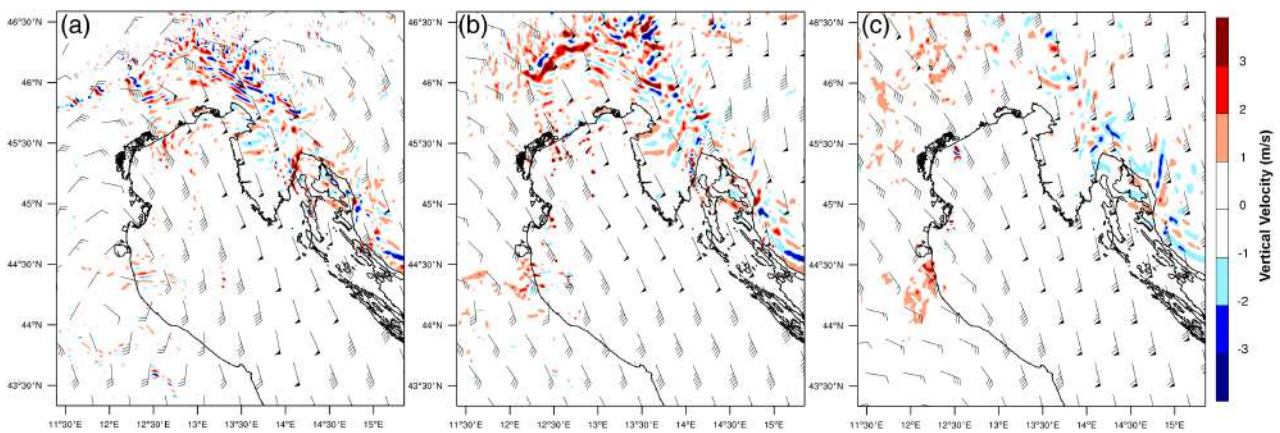 (a) (b) (c)
46°30'N 46°30'N 46°30'N
46°N 46°N 46°N
45°30'N 45°30'N 45°30'N
45°N 45°N 45°N
44°30'N 44°30'N 44°30'N
44°N 44°N 44°N
43°30'N 43°30'N 43°30'N
11°30'E 12°E 12°30'E 13°E 13°30'E 14°E 14°30'E 15°E 11°30'E 12°E 12°30'E 13°E 13°30'E 14°E 14°30'E 15°E 11°30'E 12°E 12°30'E 13°E 13°30'E 14°E 14°30'E 15°E
3
2
1
0
-1
-2
-3
Vertical Velocity (m/s)